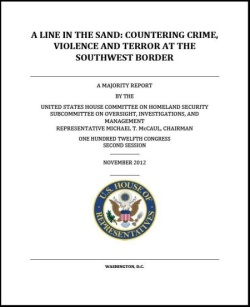 A LINE IN THE SAND: COUNTERING CRIME,
VIOLENCE AND TERROR AT THE
SOUTHWEST BORDER
A MAJORITY REPORT
BY THE
UNITED STATES HOUSE COMMITTEE ON HOMELAND SECURITY
SUBCOMMITTEE ON OVERSIGHT, INVESTIGATIONS, AND
MANAGEMENT
REPRESENTATIVE MICHAEL T. McCAUL, CHAIRMAN
ONE HUNDRED TWELFTH CONGRESS
SECOND SESSION
NOVEMBER 2012
U.S. HOUSE OF
REPRESENTATIVES
WASHINGTON, D.C.